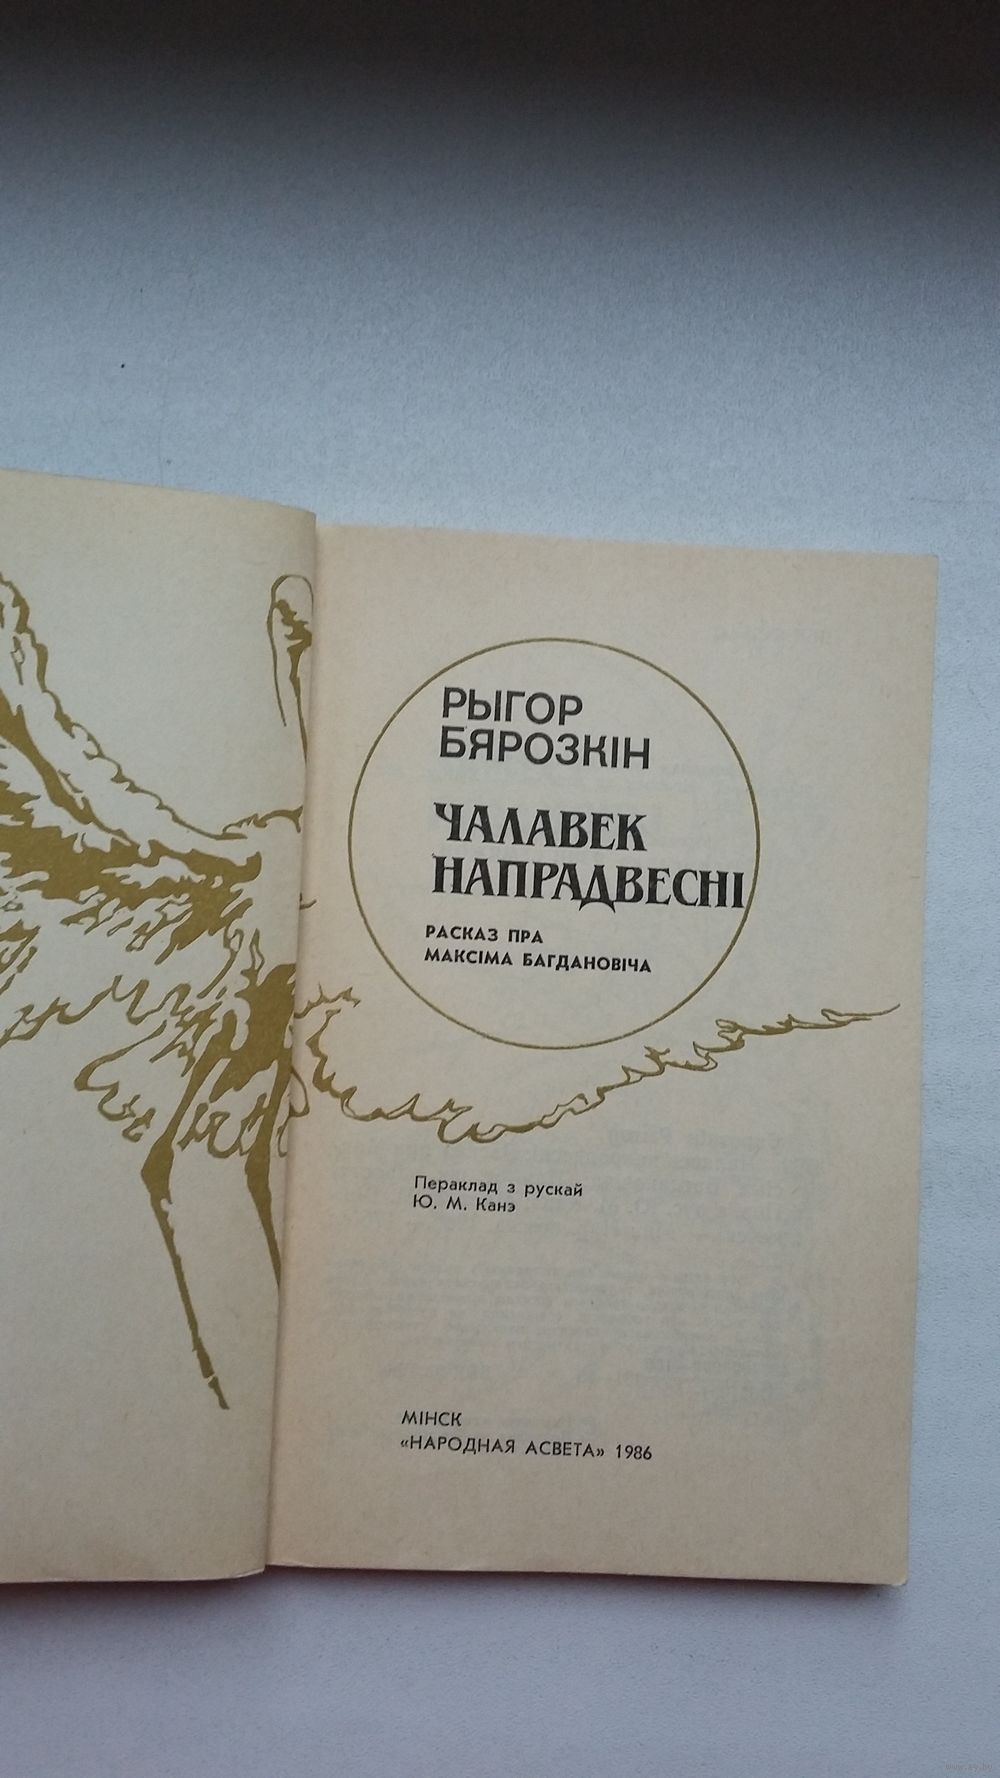 РЫГОР
БЯРОЗКІН
ЧАЛАВЕК
НАПРАДВЕСНІ
РАСКАЗ ПРА
МАКСІМА БАГДАНОВІЧА
Пераклад з рускай
Ю. М. Канэ
МІНСК
«НАРОДНАЯ АСВЕТА» 1986